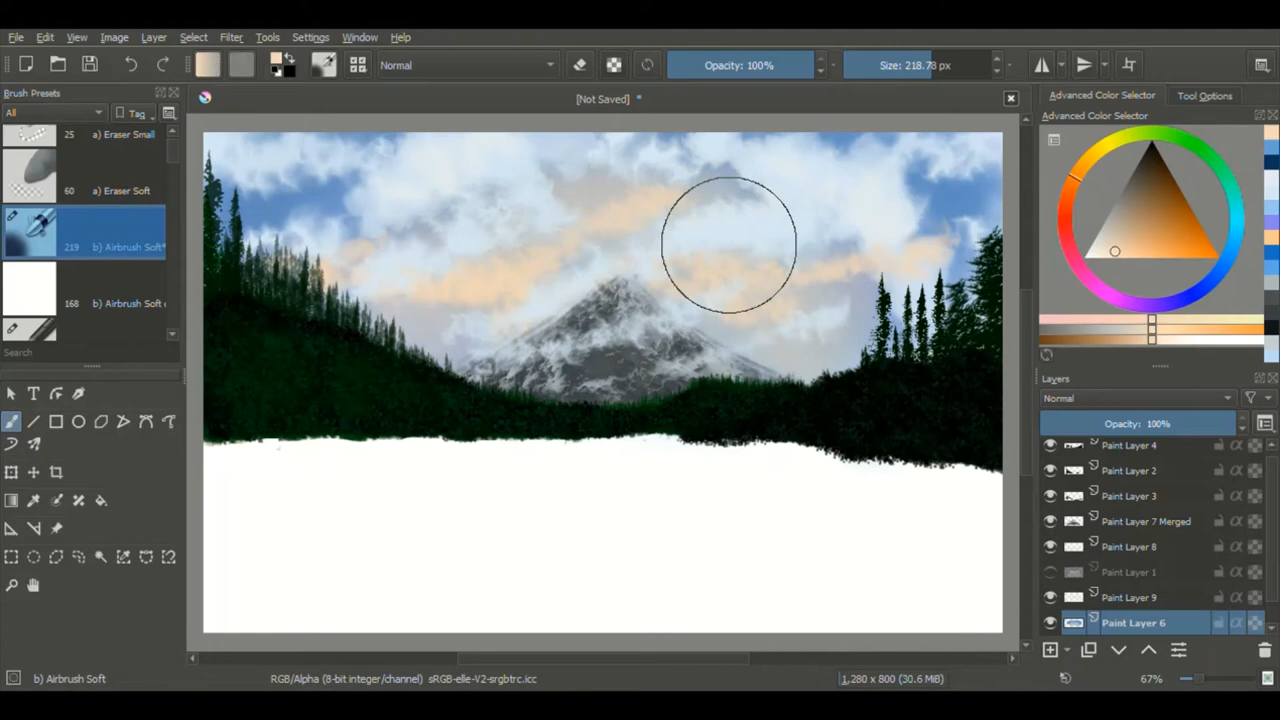 File Edit View Image Layer Select Filter Tools Settings Window Help
Normal
Opacity: 100%
Size: 218.78 px
Brush Presets
[Not Saved] *
Advanced Color Selector
Tool Options
All
Tag
Advanced Color Selector
25 a) Eraser Small
60 a) Eraser Soft
219 b) Airbrush Soft*
168 b) Airbrush Soft
Search
Layers
Normal
Opacity: 100%
Paint Layer 4
Paint Layer 2
Paint Layer 3
Paint Layer 7 Merged
Paint Layer 8
Paint Layer 1
Paint Layer 9
Paint Layer 6
b) Airbrush Soft
RGB/Alpha (8-bit integer/channel) sRGB-elle-V2-srgbtrc.icc
1,280 x 800 (30.6 MiB)
67%